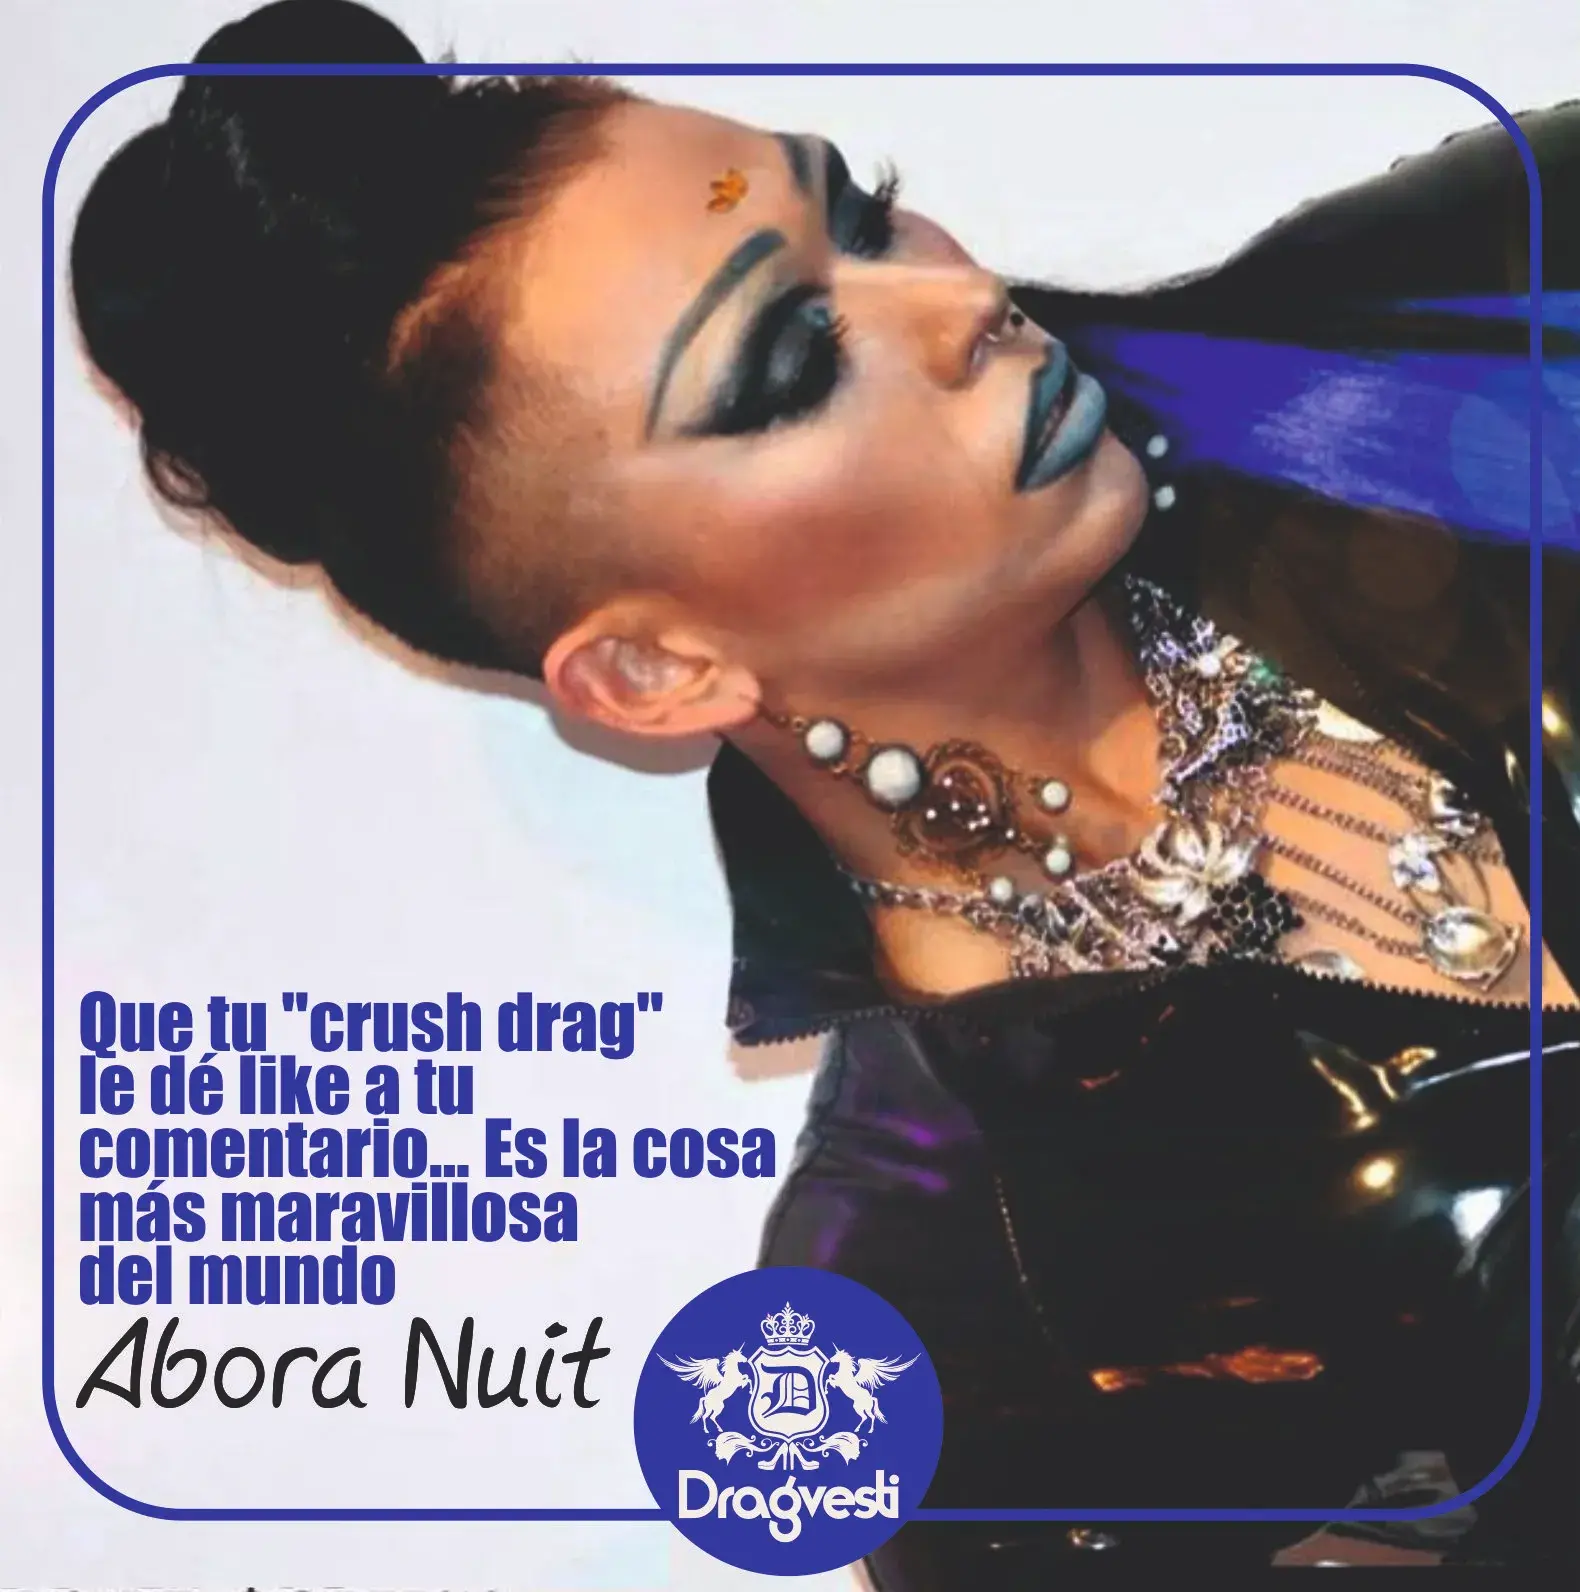 Que tu "crush drag"
le dé like a tu
comentario... Es la cosa
más maravillosa
del mundo
Abora Nuit
D
Dragvesti